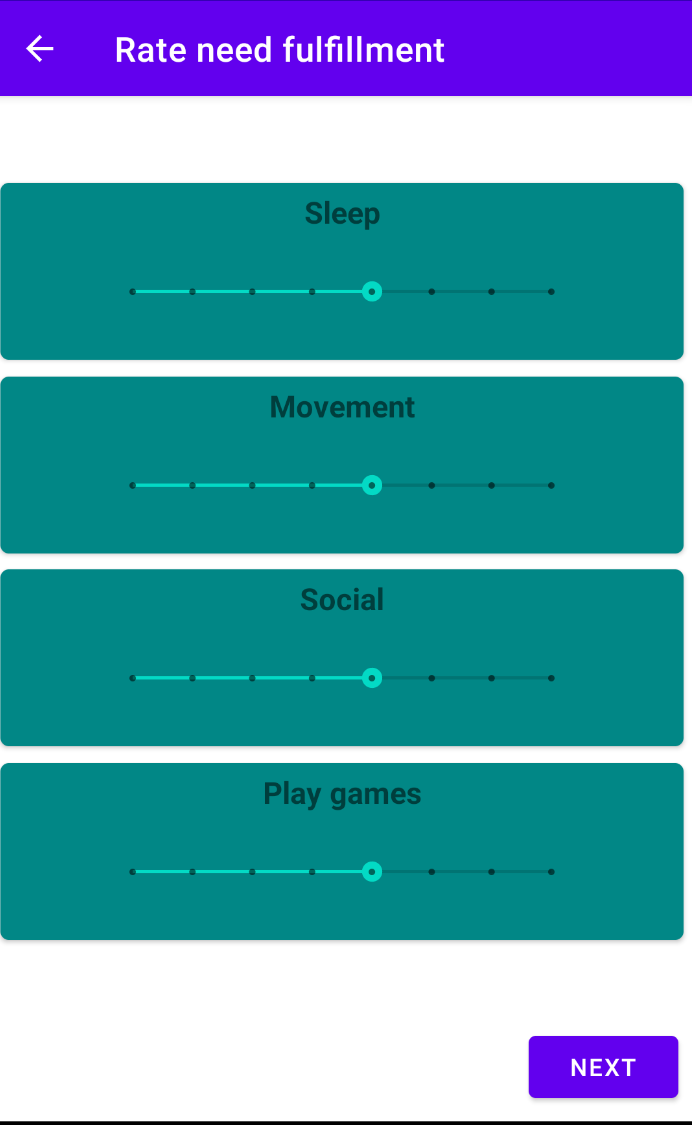 Rate need fulfillment
Sleep
Movement
Social
Play games
NEXT